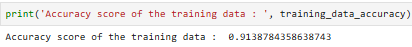 print('Accuracy score of the training data : ', training_data_accuracy)
Accuracy score of the training data :  0.9138784358638743